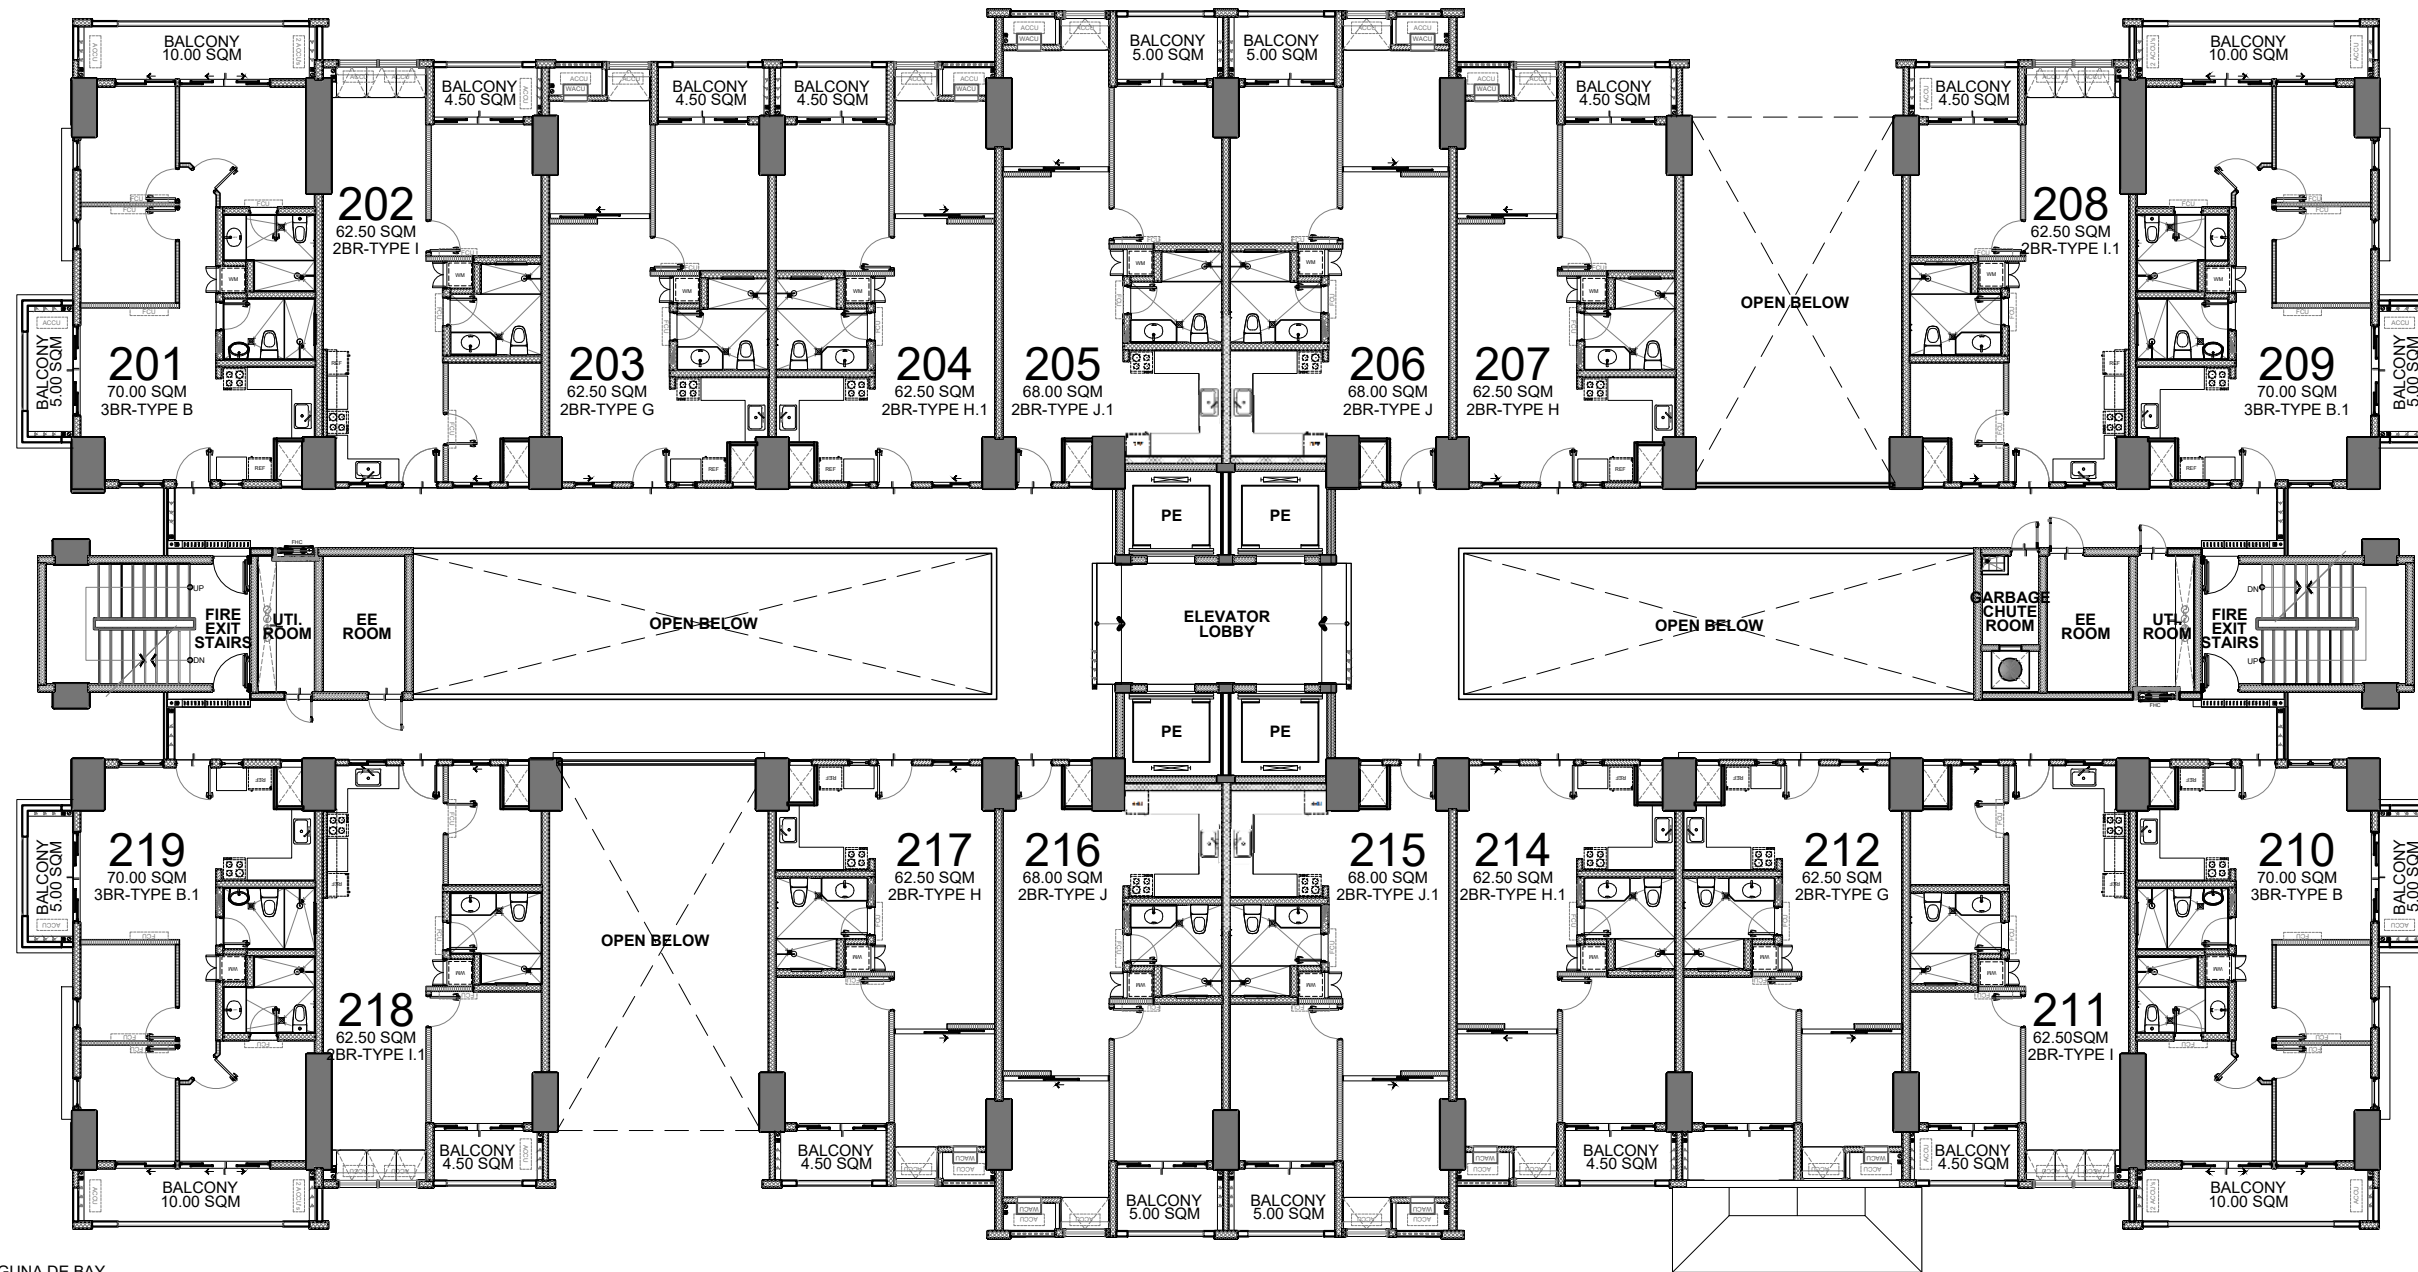 BALCONY
10.00 SQM
BALCONY
4.50 SQM
BALCONY
4.50 SQM
BALCONY
4.50 SQM
BALCONY
5.00 SQM
BALCONY
5.00 SQM
BALCONY
4.50 SQM
BALCONY
4.50 SQM
BALCONY
10.00 SQM
201
70.00 SQM
3BR-TYPE B
BALCONY
5.00 SQM
202
62.50 SQM
2BR-TYPE I
203
62.50 SQM
2BR-TYPE G
204
62.50 SQM
2BR-TYPE H.1
205
68.00 SQM
2BR-TYPE J.1
206
68.00 SQM
2BR-TYPE J
207
62.50 SQM
2BR-TYPE H
OPEN BELOW
208
62.50 SQM
2BR-TYPE I.1
209
70.00 SQM
3BR-TYPE B.1
BALCONY
5.00 SQM
ACCU
WACU
FCU
WM
REF
PE
PE
FHC
UP
DN
FIRE
EXIT
STAIRS
UTI.
ROOM
EE
ROOM
OPEN BELOW
ELEVATOR
LOBBY
OPEN BELOW
GARBAGE
CHUTE
ROOM
EE
ROOM
UTI.
ROOM
FIRE
EXIT
STAIRS
DN
UP
FHC
PE
PE
219
70.00 SQM
3BR-TYPE B.1
BALCONY
5.00 SQM
218
62.50 SQM
2BR-TYPE I.1
OPEN BELOW
217
62.50 SQM
2BR-TYPE H
216
68.00 SQM
2BR-TYPE J
215
68.00 SQM
2BR-TYPE J.1
214
62.50 SQM
2BR-TYPE H.1
212
62.50 SQM
2BR-TYPE G
211
62.50SQM
2BR-TYPE I
210
70.00 SQM
3BR-TYPE B
BALCONY
5.00 SQM
BALCONY
10.00 SQM
BALCONY
4.50 SQM
BALCONY
4.50 SQM
BALCONY
5.00 SQM
BALCONY
5.00 SQM
BALCONY
4.50 SQM
BALCONY
4.50 SQM
BALCONY
10.00 SQM
GUNA DE BAY